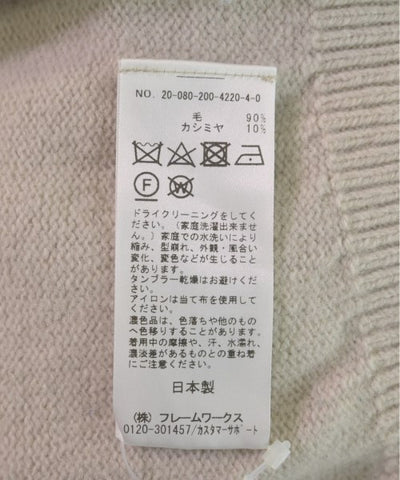 NO. 20-080-200-4220-4-0
毛 90%
カシミヤ 10%
F
W
ドライクリーニングをしてく
ださい。（家庭洗濯出来ませ
ん。）家庭での水洗いにより
縮み、型崩れ、外観・風合い
変化、変色などが生じること
があります。
タンブラー乾燥はお避けくだ
さい。
アイロンは当て布を使用して
ください。
濃色品は、色落ちや他のもの
へ色移りすることがあります。
着用中の摩擦や、汗、水濡れ、
濃淡差があるものとの重ね着
にご注意ください。
日本製
（株）フレームワークス
0120-301457/カスタマーサポート